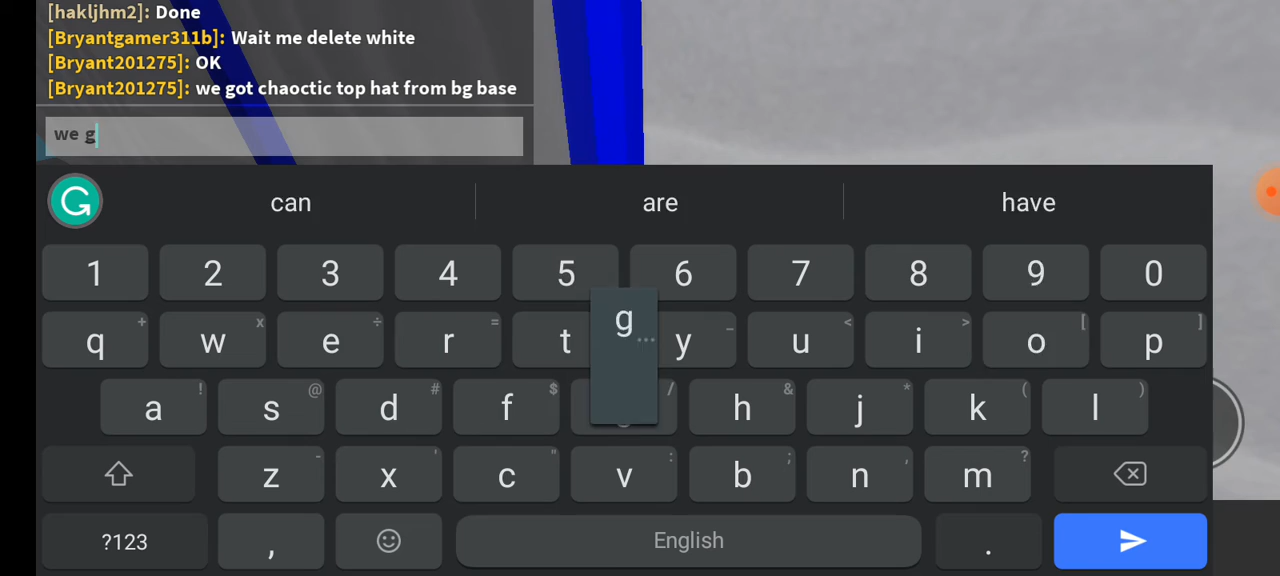 [hakljhm2]: Done
[Bryantgamer311b]: Wait me delete white
[Bryant201275]: OK
[Bryant201275]: we got chaoctic top hat from bg base
we g
can are have
1 2 3 4 5 6 7 8 9 0
q + w x e ÷ r = t g y _ u < i > o [ p ]
a ! s @ d # f $ / h & j * k ( l )
z - x ' c " v : b ; n , m ?
?123 , English .